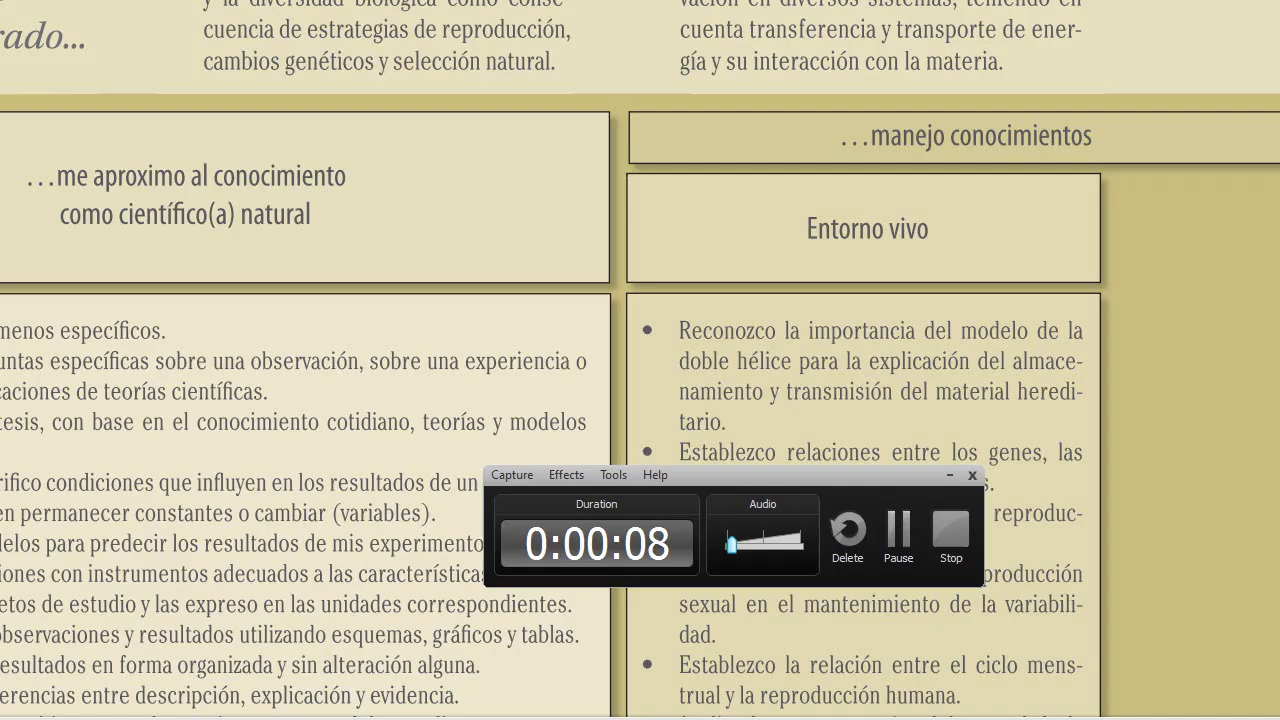 rado...
y la diversidad biológica como conse-
cuencia de estrategias de reproducción,
cambios genéticos y selección natural.
vación en diversos sistemas, teniendo en
cuenta transferencia y transporte de ener-
gía y su interacción con la materia.
...me aproximo al conocimiento
como científico(a) natural
menos específicos.
untas específicas sobre una observación, sobre una experiencia o
caciones de teorías científicas.
tesis, con base en el conocimiento cotidiano, teorías y modelos
rifico condiciones que influyen en los resultados de un
en permanecer constantes o cambiar (variables).
delos para predecir los resultados de mis experimento
iones con instrumentos adecuados a las característica
etos de estudio y las expreso en las unidades correspondientes.
observaciones y resultados utilizando esquemas, gráficos y tablas.
resultados en forma organizada y sin alteración alguna.
erencias entre descripción, explicación y evidencia.
...manejo conocimientos
Entorno vivo
• Reconozco la importancia del modelo de la
doble hélice para la explicación del almace-
namiento y transmisión del material heredi-
tario.
• Establezco relaciones entre los genes, las
s.
reproduc-
producción
sexual en el mantenimiento de la variabili-
dad.
• Establezco la relación entre el ciclo mens-
trual y la reproducción humana.
Capture Effects Tools Help – x
Duration
0:00:08
Audio
Delete Pause Stop